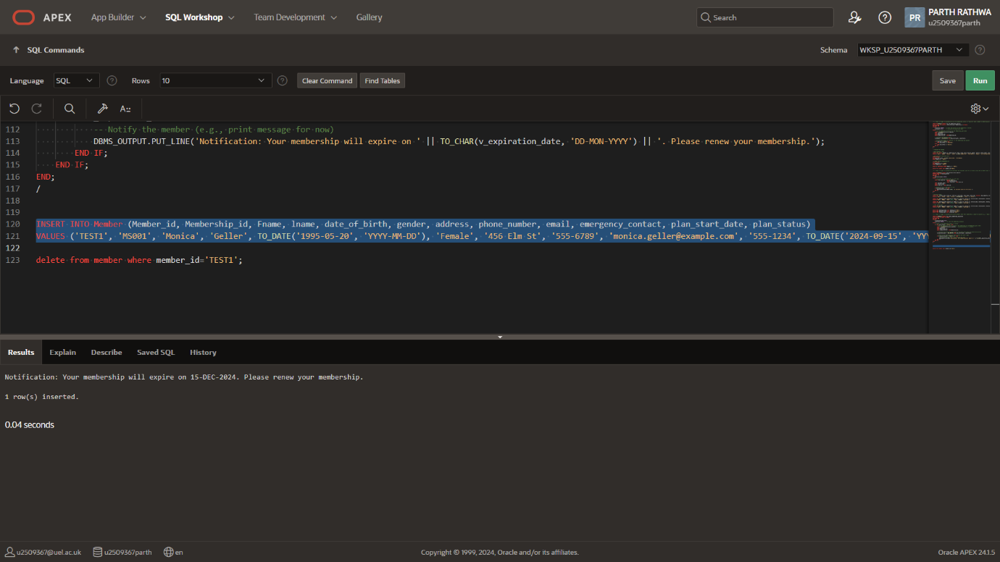 APEX App Builder SQL Workshop Team Development Gallery Search PR PARTH RATHWA
u2509367parth
SQL Commands Schema WKSP_U2509367PARTH
Language SQL Rows 10 Clear Command Find Tables Save Run
112 -- Notify the member (e.g., print message for now)
113 DBMS_OUTPUT.PUT_LINE('Notification: Your membership will expire on ' || TO_CHAR(v_expiration_date, 'DD-MON-YYYY') || '. Please renew your membership.');
114 END IF;
115 END IF;
116 END;
117 /
118
119
120 INSERT INTO Member (Member_id, Membership_id, Fname, lname, date_of_birth, gender, address, phone_number, email, emergency_contact, plan_start_date, plan_status)
121 VALUES ('TEST1', 'MS001', 'Monica', 'Geller', TO_DATE('1995-05-20', 'YYYY-MM-DD'), 'Female', '456 Elm St', '555-6789', 'monica.geller@example.com', '555-1234', TO_DATE('2024-09-15', 'YY
122
123 delete from member where member_id='TEST1';
Results Explain Describe Saved SQL History
Notification: Your membership will expire on 15-DEC-2024. Please renew your membership.
1 row(s) inserted.
0.04 seconds
u2509367@uel.ac.uk u2509367parth en Copyright © 1999, 2024, Oracle and/or its affiliates. Oracle APEX 24.1.5